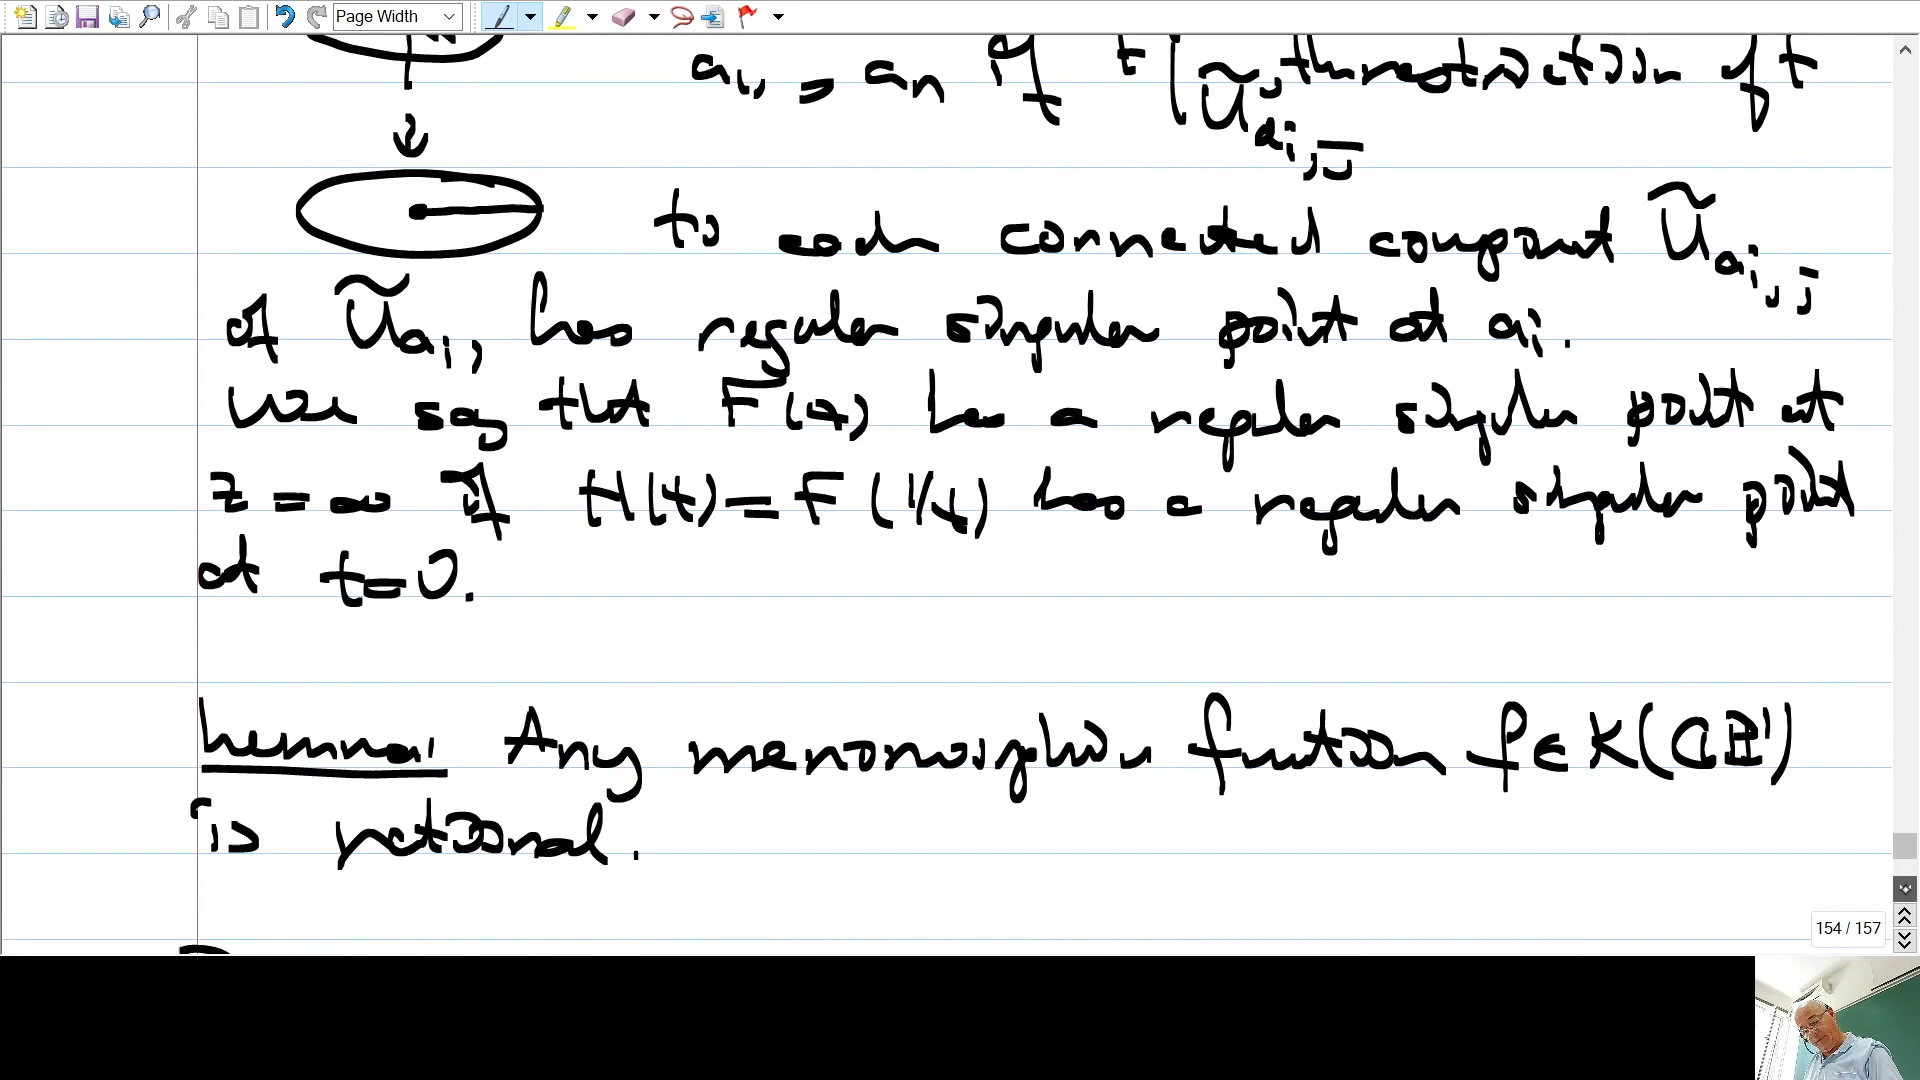 Page Width
a_i, = a_n if F|Ũ_{a_i,j}, the restriction of F
to each connected component Ũ_{a_i,j}
of Ũ_{a_i}, has regular singular point at a_i.
We say that F(z) has a regular singular point at
z = ∞ if H(t) = F(1/t) has a regular singular point
at t=0.
Lemma: Any meromorphic function f ∈ K(ℂℙ¹)
is rational.
154 / 157